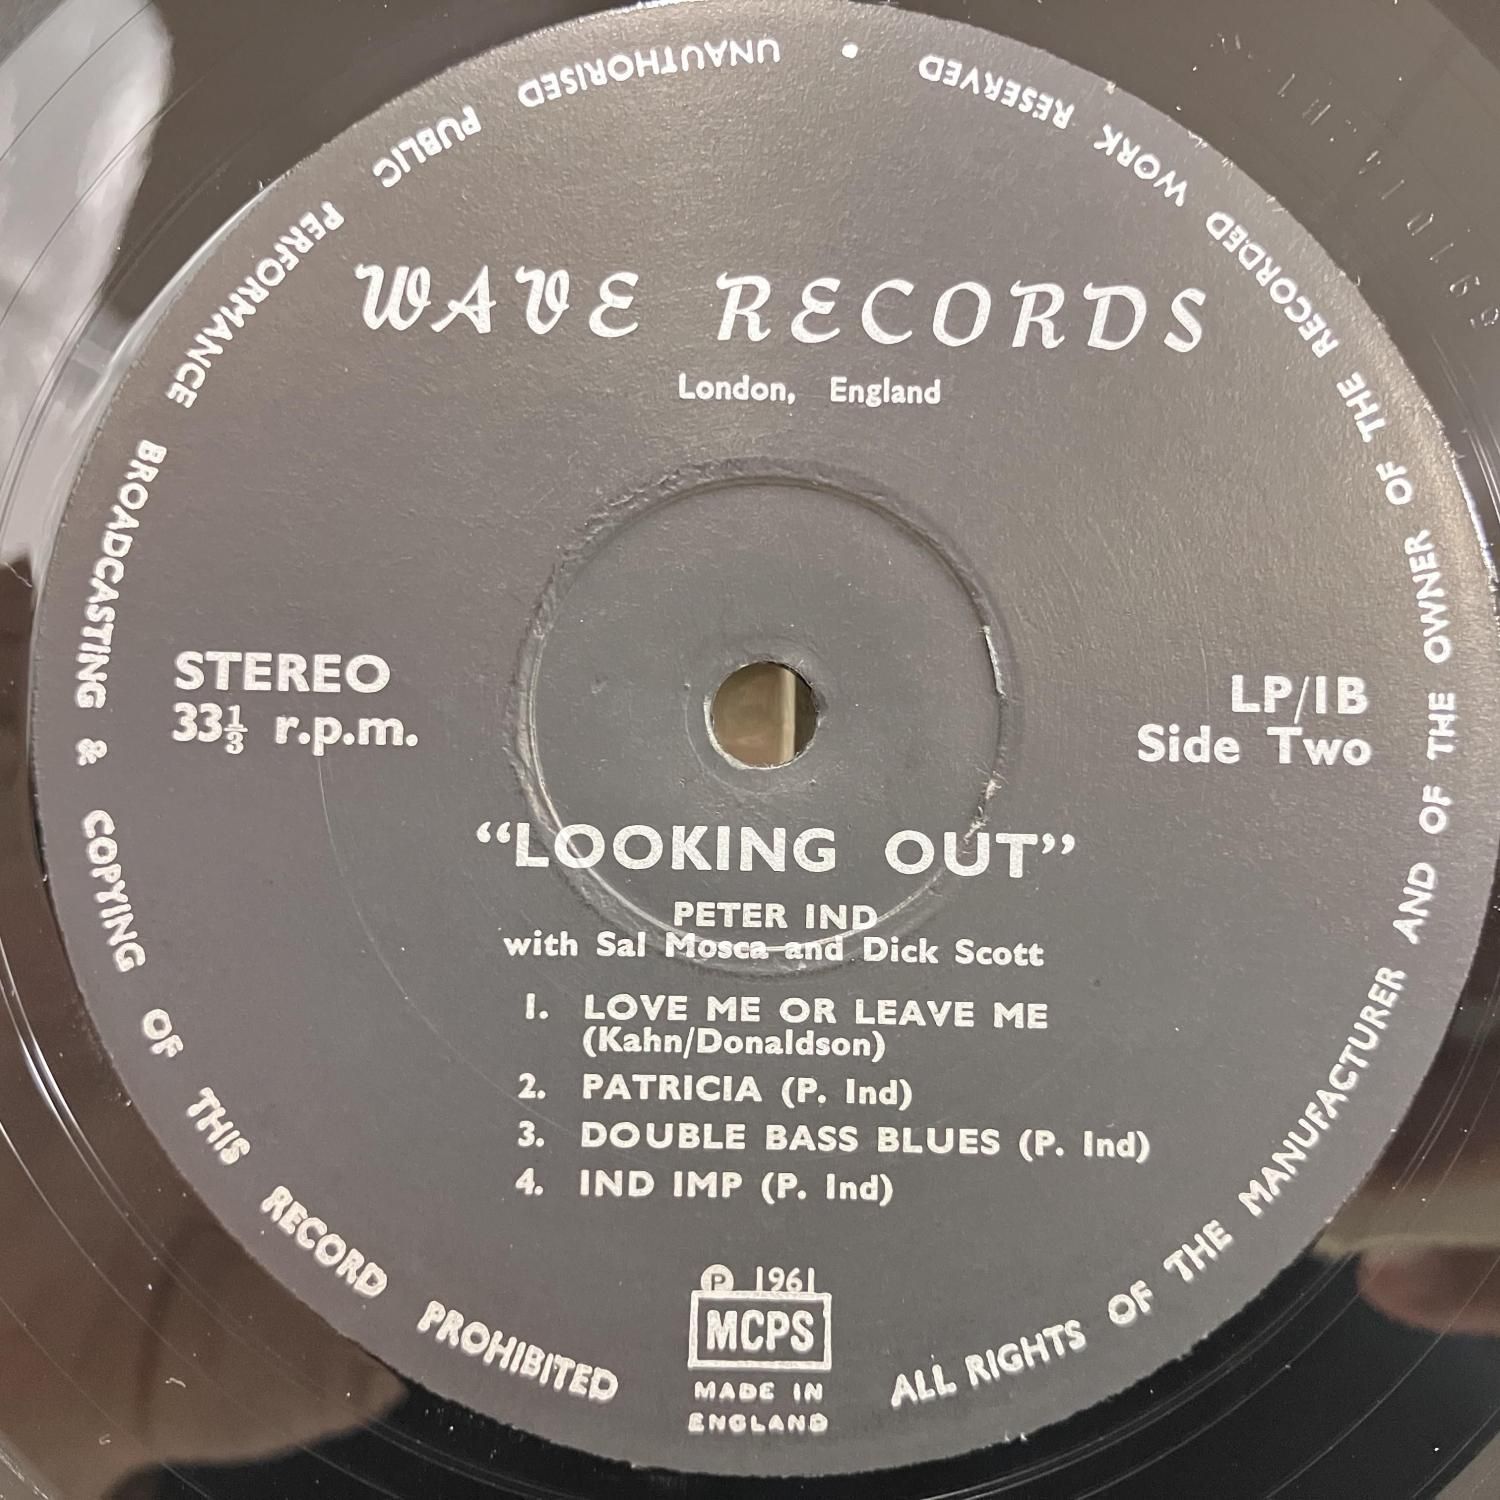 WAVE RECORDS
London, England
STEREO
33⅓ r.p.m.
LP/1B
Side Two
“LOOKING OUT”
PETER IND
with Sal Mosca and Dick Scott
1. LOVE ME OR LEAVE ME
(Kahn/Donaldson)
2. PATRICIA (P. Ind)
3. DOUBLE BASS BLUES (P. Ind)
4. IND IMP (P. Ind)
Ⓟ 1961
MCPS
MADE IN
ENGLAND
ALL RIGHTS OF THE MANUFACTURER AND OF THE OWNER OF THE RECORDED WORK RESERVED • UNAUTHORISED PUBLIC PERFORMANCE BROADCASTING & COPYING OF THIS RECORD PROHIBITED